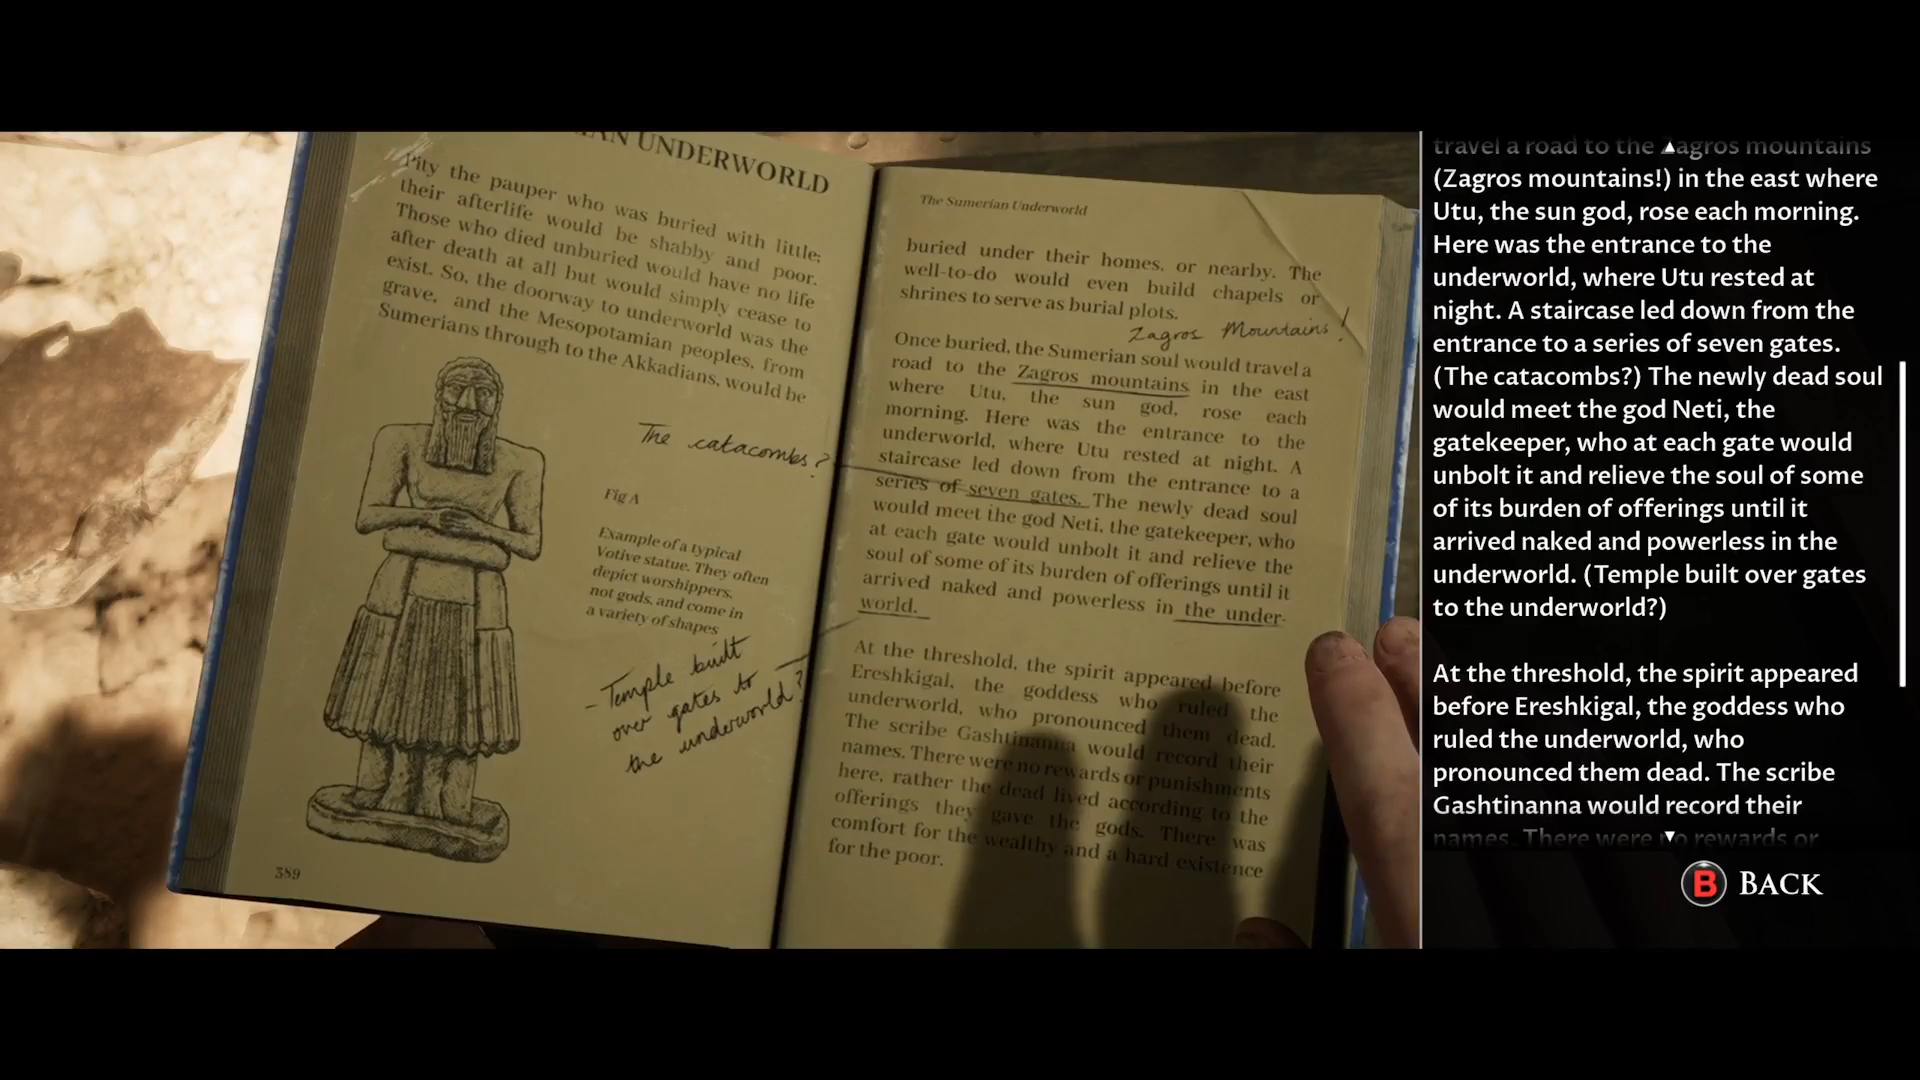 IAN UNDERWORLD
Pity the pauper who was buried with little;
their afterlife would be shabby and poor.
Those who died unburied would have no life
after death at all but would simply cease to
exist. So, the doorway to underworld was the
grave, and the Mesopotamian peoples, from
Sumerians through to the Akkadians, would be
The catacombs?
Fig A
Example of a typical
Votive statue. They often
depict worshippers,
not gods, and come in
a variety of shapes
- Temple built
over gates to
the underworld?
389
The Sumerian Underworld
buried under their homes, or nearby. The
well-to-do would even build chapels or
shrines to serve as burial plots.
Zagros Mountains!
Once buried, the Sumerian soul would travel a
road to the Zagros mountains in the east
where Utu, the sun god, rose each
morning. Here was the entrance to the
underworld, where Utu rested at night. A
staircase led down from the entrance to a
series of seven gates. The newly dead soul
would meet the god Neti, the gatekeeper, who
at each gate would unbolt it and relieve the
soul of some of its burden of offerings until it
arrived naked and powerless in the under-
world.
At the threshold, the spirit appeared before
Ereshkigal, the goddess who ruled the
underworld, who pronounced them dead.
The scribe Gashtinanna would record their
names. There were no rewards or punishments
here, rather the dead lived according to the
offerings they gave the gods. There was
comfort for the wealthy and a hard existence
for the poor.
travel a road to the Zagros mountains
(Zagros mountains!) in the east where
Utu, the sun god, rose each morning.
Here was the entrance to the
underworld, where Utu rested at
night. A staircase led down from the
entrance to a series of seven gates.
(The catacombs?) The newly dead soul
would meet the god Neti, the
gatekeeper, who at each gate would
unbolt it and relieve the soul of some
of its burden of offerings until it
arrived naked and powerless in the
underworld. (Temple built over gates
to the underworld?)
At the threshold, the spirit appeared
before Ereshkigal, the goddess who
ruled the underworld, who
pronounced them dead. The scribe
Gashtinanna would record their
names. There were no rewards or
B BACK